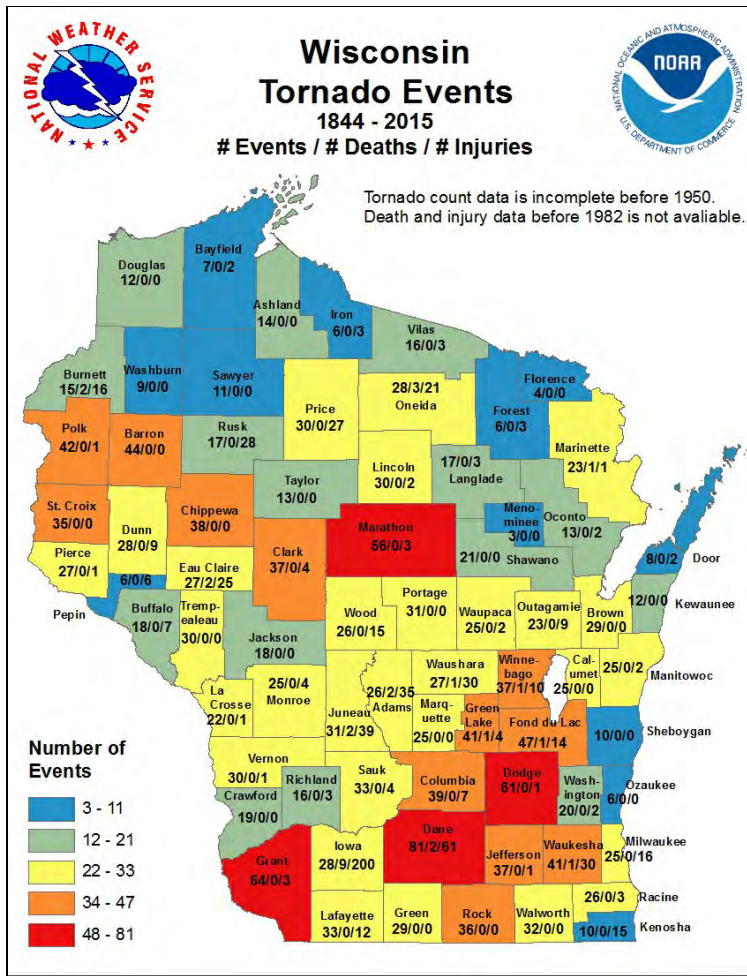 NATIONAL WEATHER SERVICE
Wisconsin
Tornado Events
1844 - 2015
# Events / # Deaths / # Injuries
NATIONAL OCEANIC AND ATMOSPHERIC ADMINISTRATION
NOAA
U.S. DEPARTMENT OF COMMERCE
Tornado count data is incomplete before 1950.
Death and injury data before 1982 is not avaliable.
Bayfield
7/0/2
Douglas
12/0/0
Ashland
14/0/0
Iron
6/0/3
Vilas
16/0/3
Burnett
15/2/16
Washburn
9/0/0
Sawyer
11/0/0
Price
30/0/27
28/3/21
Oneida
Florence
4/0/0
Forest
6/0/3
Marinette
23/1/1
Polk
42/0/1
Barron
44/0/0
Rusk
17/0/28
Lincoln
30/0/2
17/0/3
Langlade
Taylor
13/0/0
St. Croix
35/0/0
Dunn
28/0/9
Chippewa
38/0/0
Clark
37/0/4
Marathon
56/0/3
Meno-
minee
3/0/0
Oconto
13/0/2
21/0/0
Shawano
8/0/2
Door
Pierce
27/0/1
6/0/6
Pepin
Eau Claire
27/2/25
Buffalo
18/0/7
Tremp-
ealeau
30/0/0
Jackson
18/0/0
Wood
26/0/15
Portage
31/0/0
Waupaca
25/0/2
Outagamie
23/0/9
Brown
29/0/0
12/0/0
Kewaunee
La
Crosse
22/0/1
25/0/4
Monroe
Juneau
31/2/39
26/2/35
Adams
Waushara
27/1/30
Marq-
uette
25/0/0
Winne-
bago
37/1/10
Green
Lake
41/1/4
Cal-
umet
25/0/0
25/0/2
Manitowoc
Fond du Lac
47/1/14
10/0/0
Sheboygan
Vernon
30/0/1
Crawford
19/0/0
Richland
16/0/3
Sauk
33/0/4
Columbia
39/0/7
Dodge
61/0/1
Wash-
ington
20/0/2
Ozaukee
6/0/0
Grant
64/0/3
Iowa
28/9/200
Dane
81/2/61
Jefferson
37/0/1
Waukesha
41/1/30
Milwaukee
25/0/16
Lafayette
33/0/12
Green
29/0/0
Rock
36/0/0
Walworth
32/0/0
26/0/3
Racine
10/0/15
Kenosha
Number of
Events
3 - 11
12 - 21
22 - 33
34 - 47
48 - 81